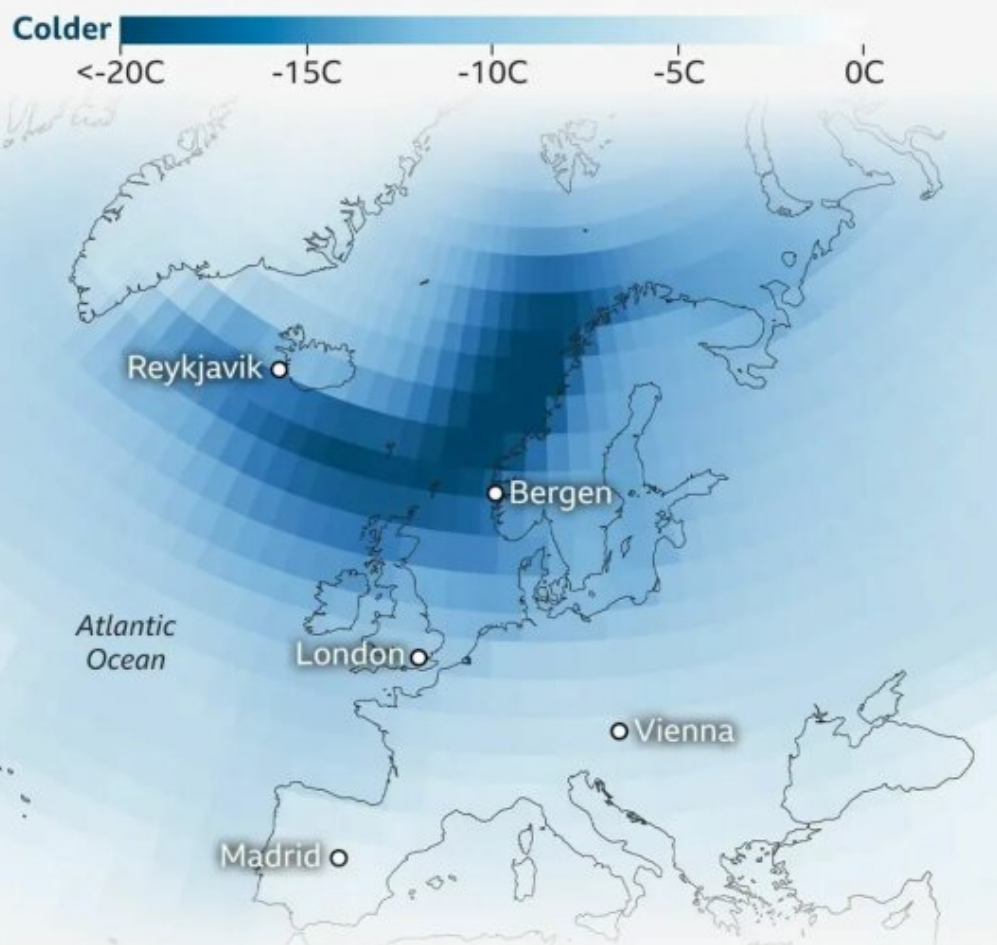 Colder
<-20C -15C -10C -5C 0C
Reykjavik
Bergen
Atlantic
Ocean
London
Vienna
Madrid